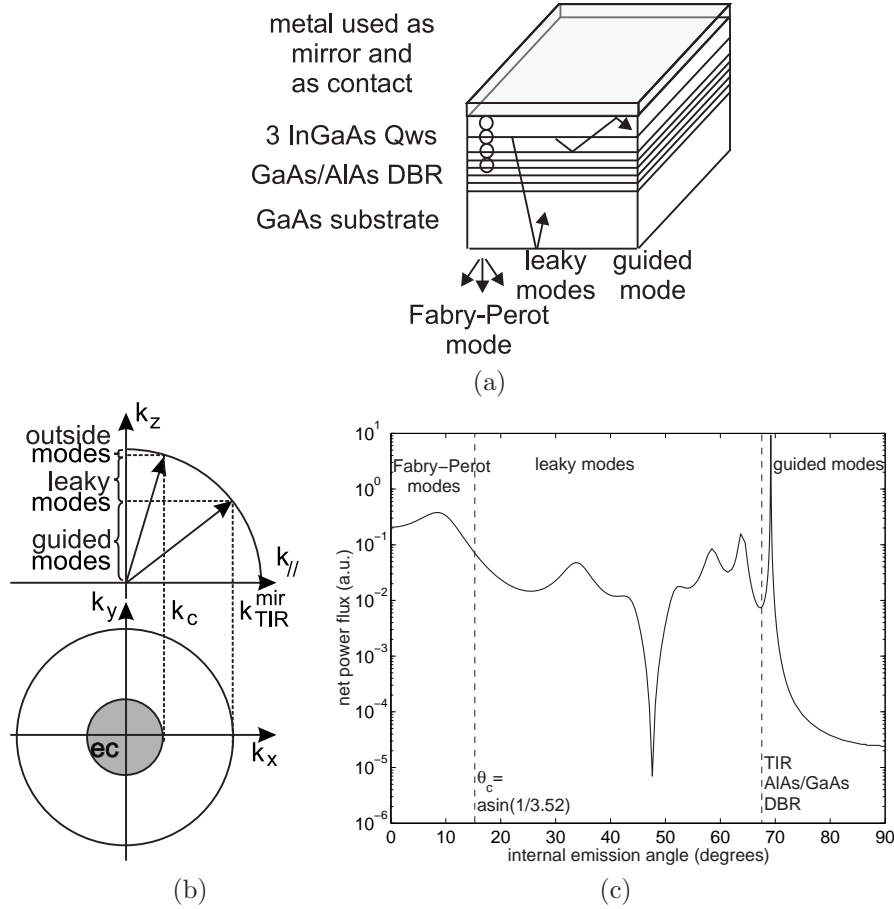 metal used as
mirror and
as contact
3 InGaAs Qws
GaAs/AlAs DBR
GaAs substrate
leaky
modes
guided
mode
Fabry-Perot
mode
(a)
k_z
outside
modes
leaky
modes
guided
modes
k_//
k_y
k_c
k_TIR^mir
ec
k_x
(b)
10^1
10^0
10^-1
10^-2
10^-3
10^-4
10^-5
10^-6
net power flux (a.u.)
Fabry-Perot
modes
leaky modes
guided modes
θ_c=
asin(1/3.52)
TIR
AlAs/GaAs
DBR
0 10 20 30 40 50 60 70 80 90
internal emission angle (degrees)
(c)